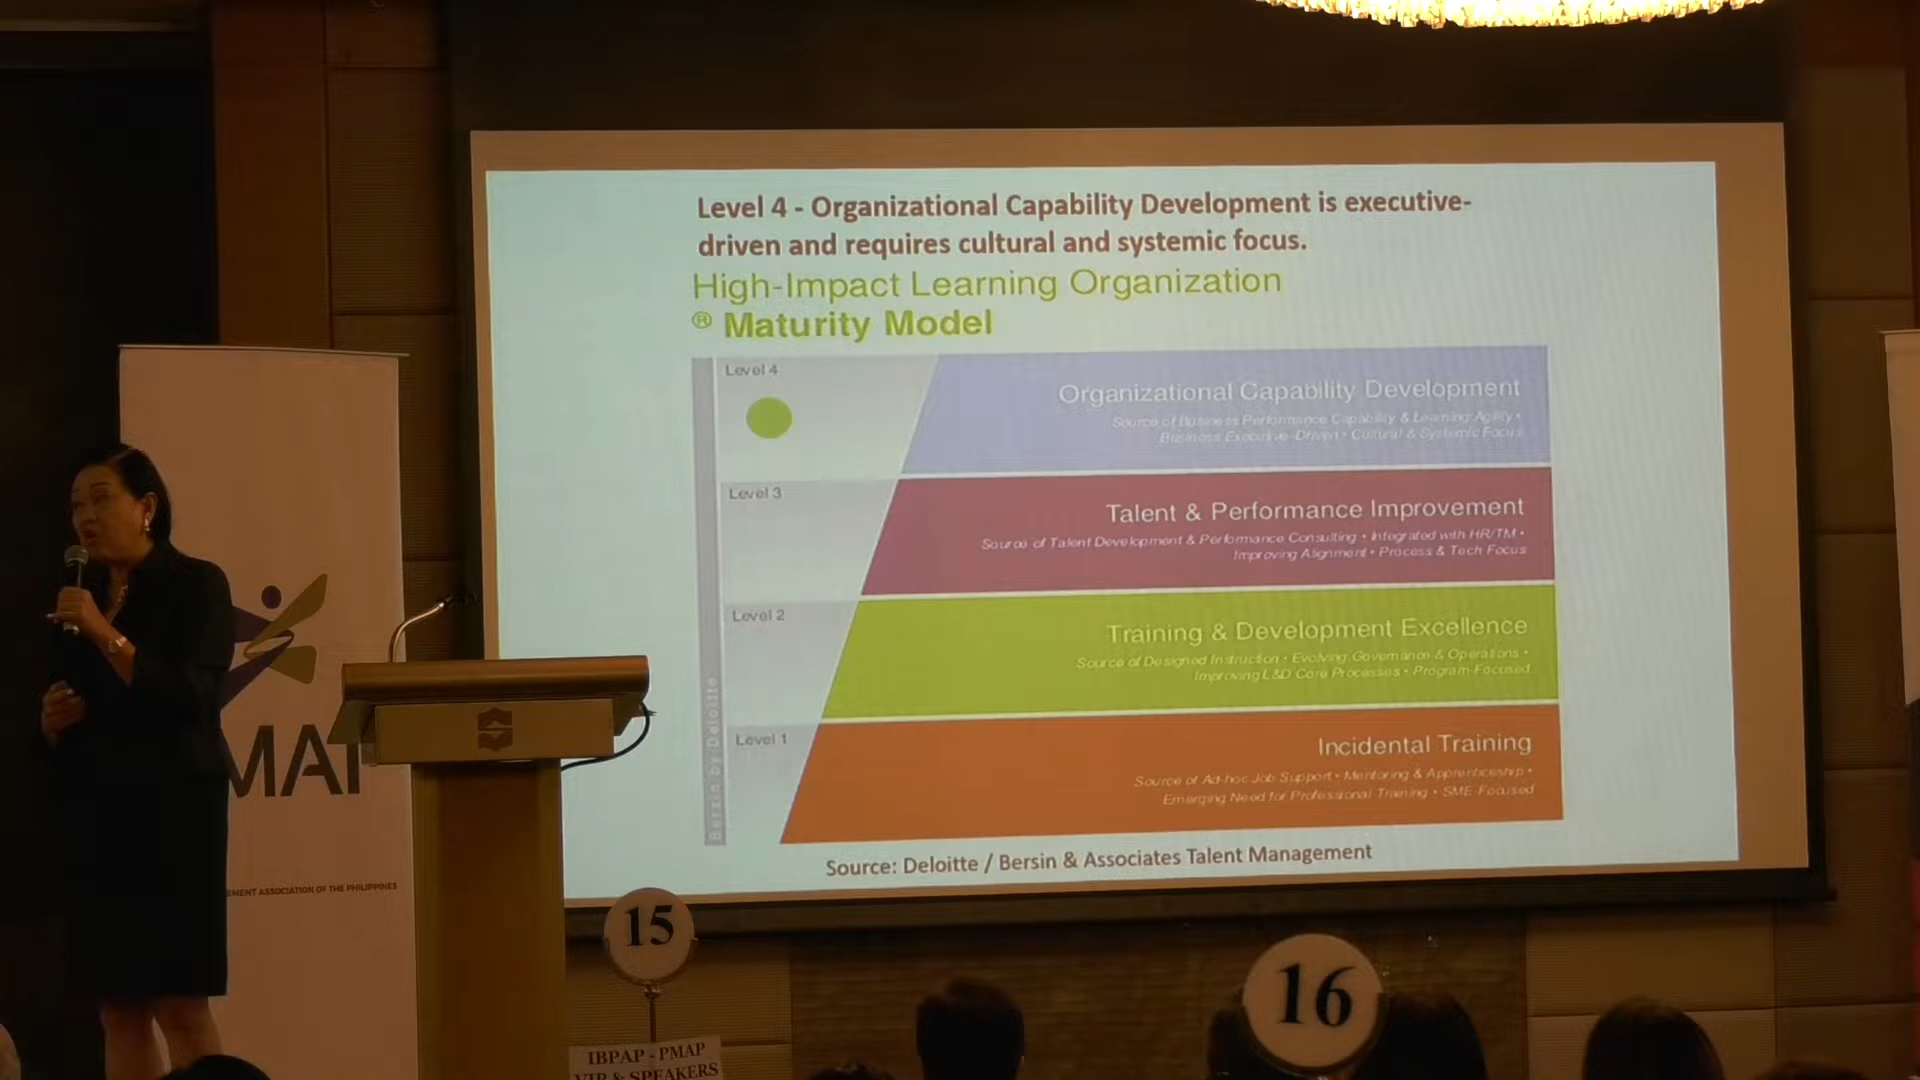 Level 4 - Organizational Capability Development is executive-
driven and requires cultural and systemic focus.
High-Impact Learning Organization
® Maturity Model
Level 4
Organizational Capability Development
Source of Business Performance Capability & Learning Agility •
Business Executive-Driven • Cultural & Systemic Focus
Level 3
Talent & Performance Improvement
Source of Talent Development & Performance Consulting • Integrated with HR/TM •
Improving Alignment • Process & Tech Focus
Level 2
Training & Development Excellence
Source of Designed Instruction • Evolving Governance & Operations •
Improving L&D Core Processes • Program-Focused
Level 1
Incidental Training
Source of Ad-hoc Job Support • Mentoring & Apprenticeship •
Emerging Need for Professional Training • SME-Focused
Bersin by Deloitte
Source: Deloitte / Bersin & Associates Talent Management
MAP
EMENT ASSOCIATION OF THE PHILIPPINES
15
IBPAP - PMAP
VIP & SPEAKERS
16